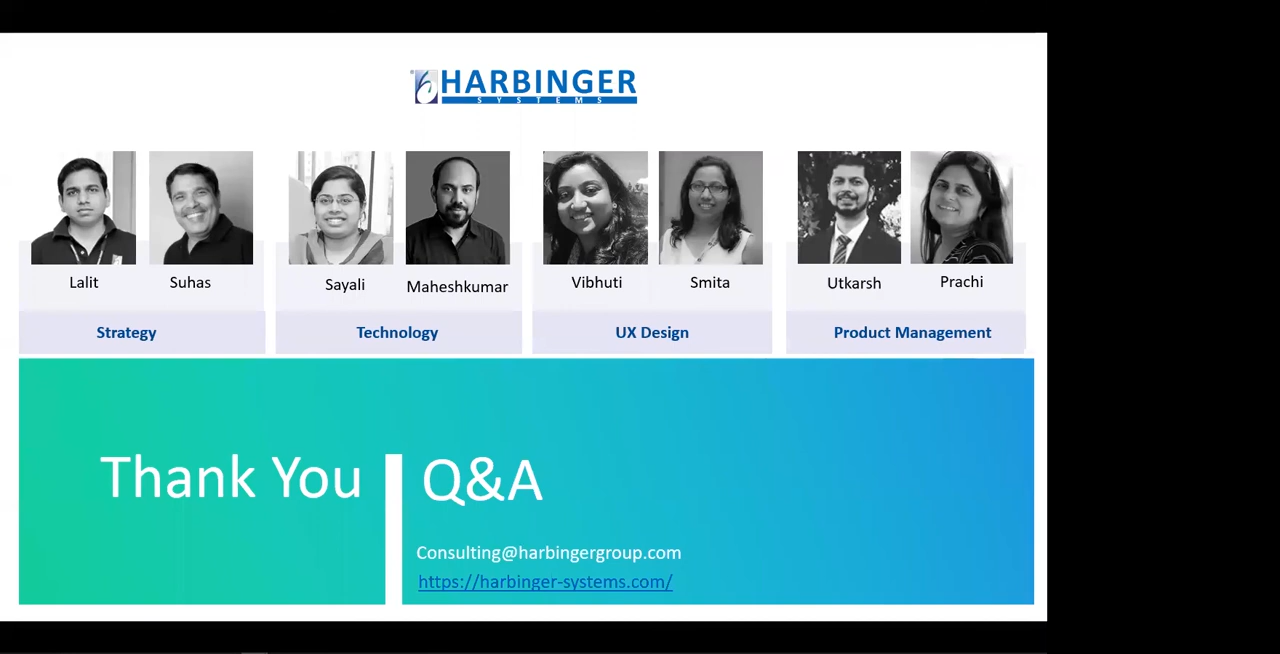 HARBINGER
SYSTEMS
Lalit
Suhas
Sayali
Maheshkumar
Vibhuti
Smita
Utkarsh
Prachi
Strategy
Technology
UX Design
Product Management
Thank You
Q&A
Consulting@harbingergroup.com
https://harbinger-systems.com/